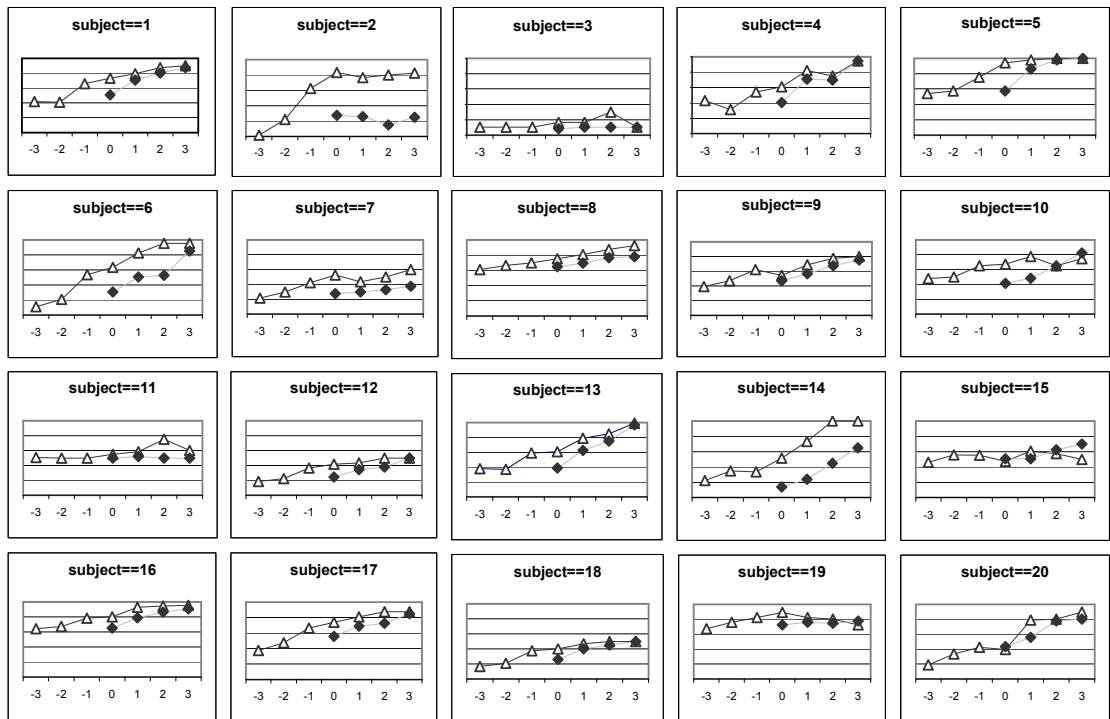 subject==1 subject==2 subject==3 subject==4 subject==5
-3 -2 -1 0 1 2 3 -3 -2 -1 0 1 2 3 -3 -2 -1 0 1 2 3 -3 -2 -1 0 1 2 3 -3 -2 -1 0 1 2 3
subject==6 subject==7 subject==8 subject==9 subject==10
-3 -2 -1 0 1 2 3 -3 -2 -1 0 1 2 3 -3 -2 -1 0 1 2 3 -3 -2 -1 0 1 2 3 -3 -2 -1 0 1 2 3
subject==11 subject==12 subject==13 subject==14 subject==15
-3 -2 -1 0 1 2 3 -3 -2 -1 0 1 2 3 -3 -2 -1 0 1 2 3 -3 -2 -1 0 1 2 3 -3 -2 -1 0 1 2 3
subject==16 subject==17 subject==18 subject==19 subject==20
-3 -2 -1 0 1 2 3 -3 -2 -1 0 1 2 3 -3 -2 -1 0 1 2 3 -3 -2 -1 0 1 2 3 -3 -2 -1 0 1 2 3